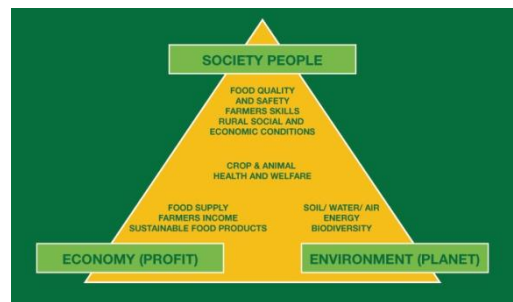 SOCIETY PEOPLE
FOOD QUALITY
AND SAFETY
FARMERS SKILLS
RURAL SOCIAL AND
ECONOMIC CONDITIONS
CROP & ANIMAL
HEALTH AND WELFARE
FOOD SUPPLY
FARMERS INCOME
SUSTAINABLE FOOD PRODUCTS
SOIL/ WATER/ AIR
ENERGY
BIODIVERSITY
ECONOMY (PROFIT)
ENVIRONMENT (PLANET)